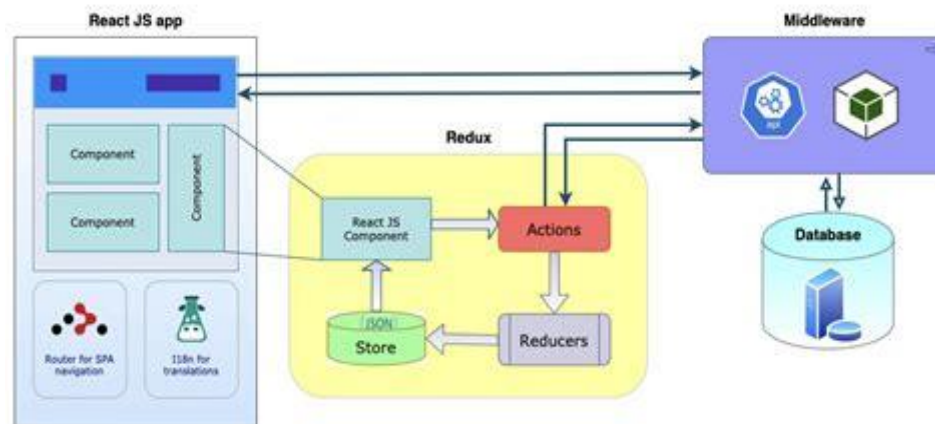 React JS app
Middleware
API
Redux
Component
Component
Component
React JS
Component
Actions
Database
JSON
Store
Reducers
Router for SPA
navigation
I18n for
translations